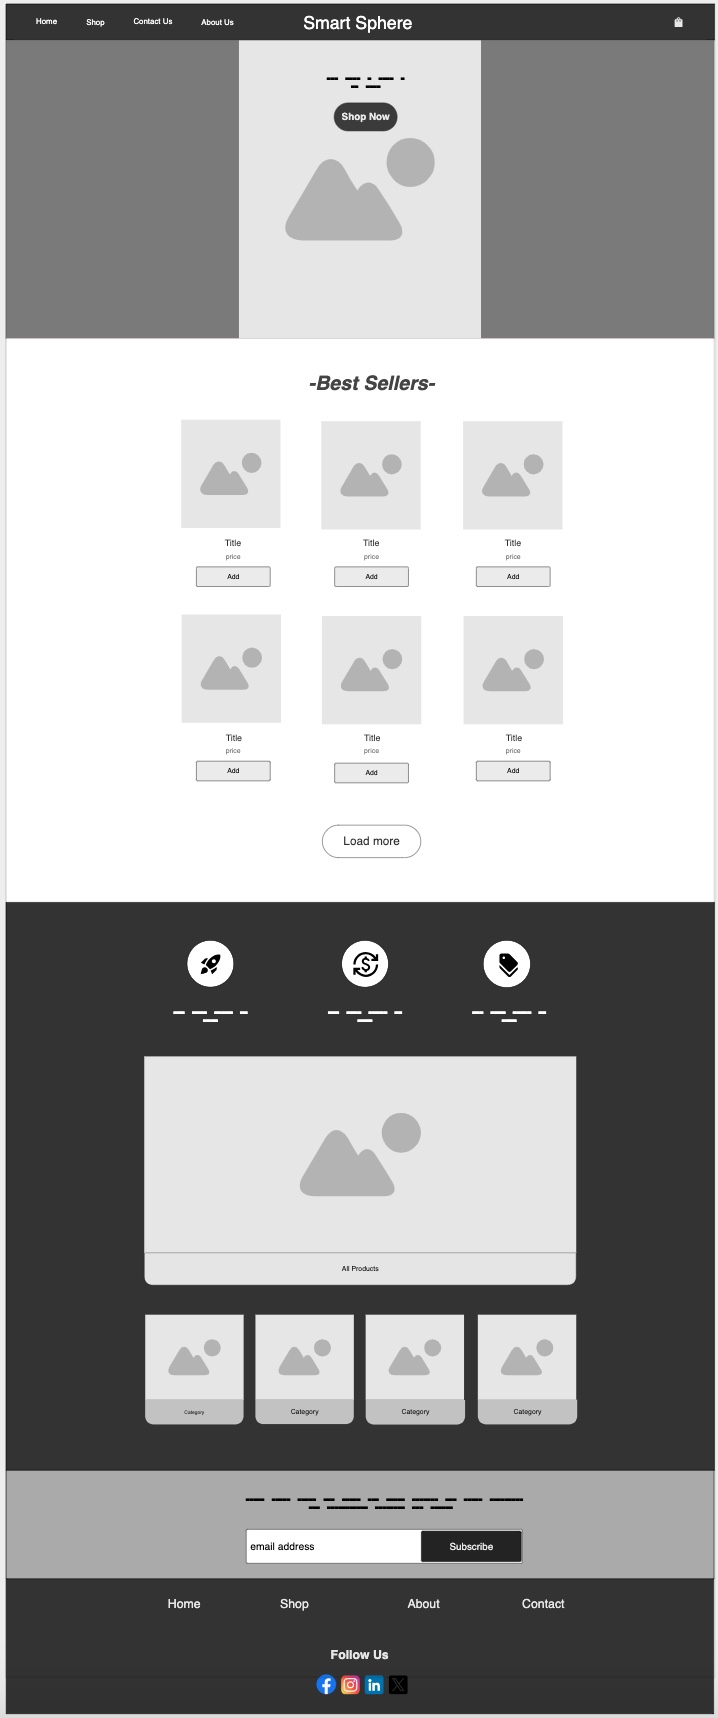 Home Shop Contact Us About Us Smart Sphere
Shop Now
-Best Sellers-
Title Title Title
price price price
Add Add Add
Title Title Title
price price price
Add Add Add
Load more
All Products
Category Category Category Category
email address Subscribe
Home Shop About Contact
Follow Us